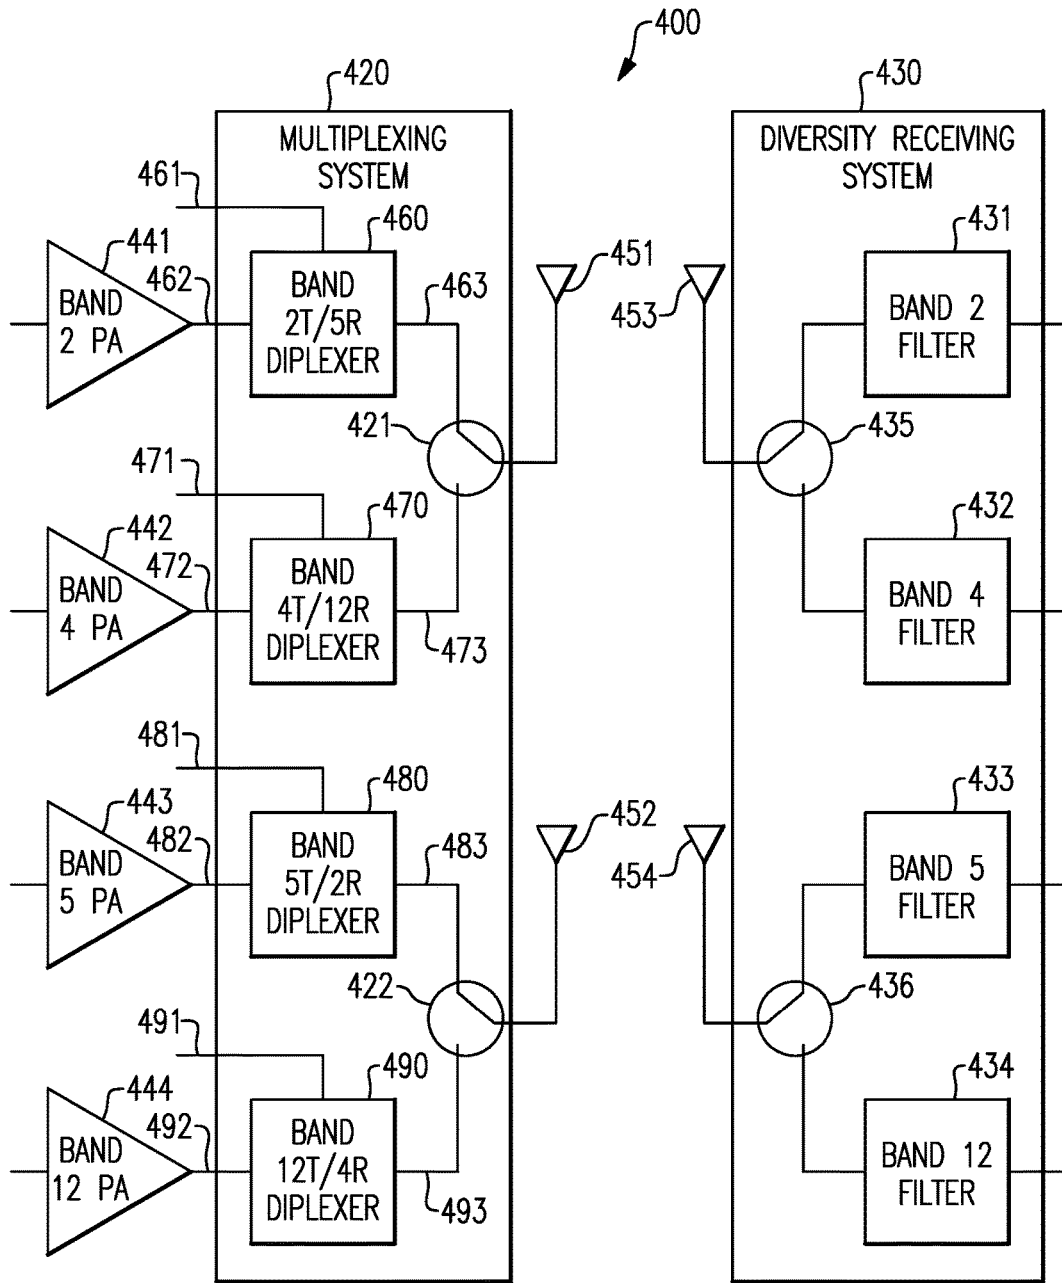 400
420
430
MULTIPLEXING
SYSTEM
DIVERSITY RECEIVING
SYSTEM
461
460
431
441
462
463
451
453
BAND
2 PA
BAND
2T/5R
DIPLEXER
BAND 2
FILTER
421
435
471
470
432
442
472
473
BAND
4 PA
BAND
4T/12R
DIPLEXER
BAND 4
FILTER
481
480
433
443
482
483
452
454
BAND
5 PA
BAND
5T/2R
DIPLEXER
BAND 5
FILTER
422
436
491
490
434
444
492
493
BAND
12 PA
BAND
12T/4R
DIPLEXER
BAND 12
FILTER